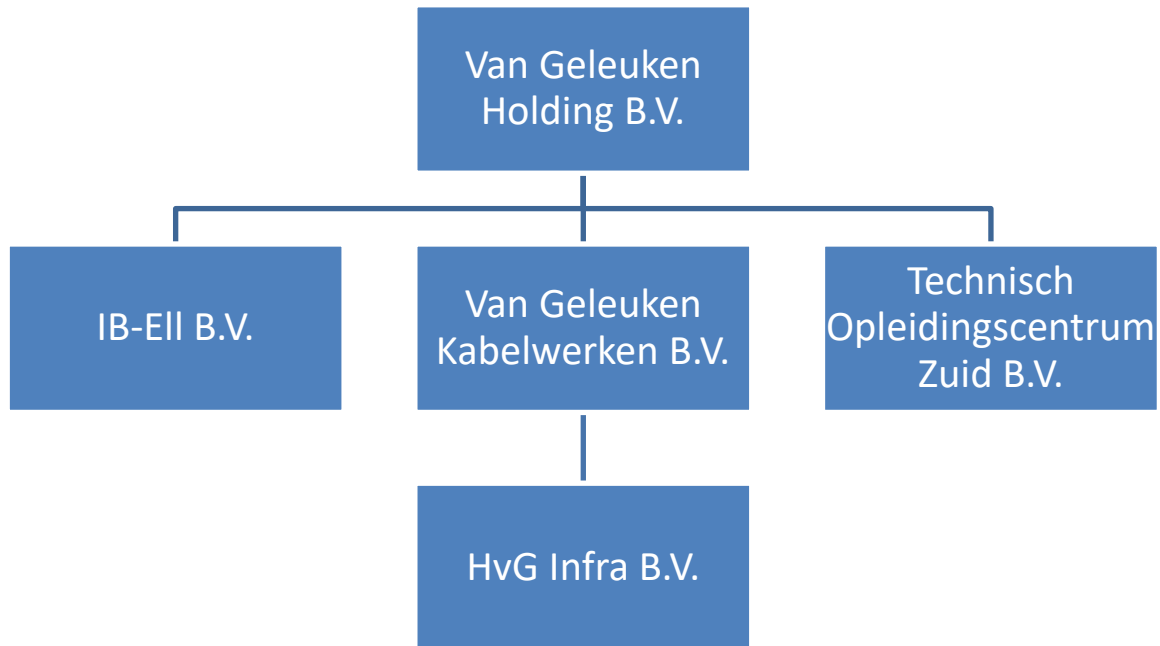 Van Geleuken
Holding B.V.
IB-Ell B.V.
Van Geleuken
Kabelwerken B.V.
Technisch
Opleidingscentrum
Zuid B.V.
HvG Infra B.V.